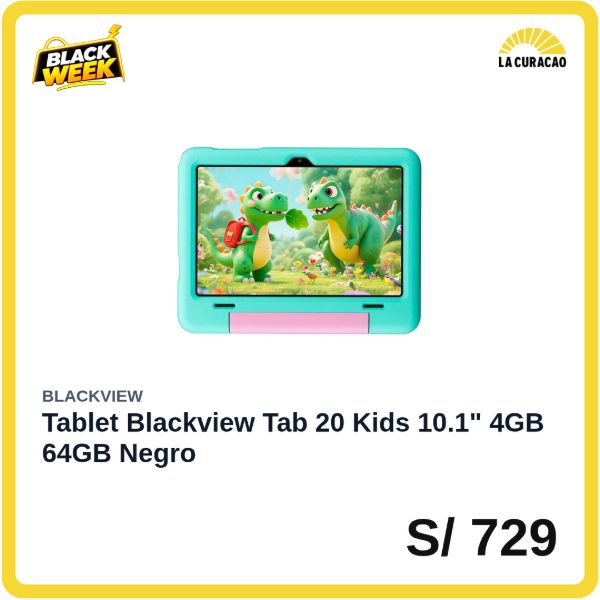 BLACK
WEEK
LA CURACAO
BLACKVIEW
Tablet Blackview Tab 20 Kids 10.1" 4GB
64GB Negro
S/ 729